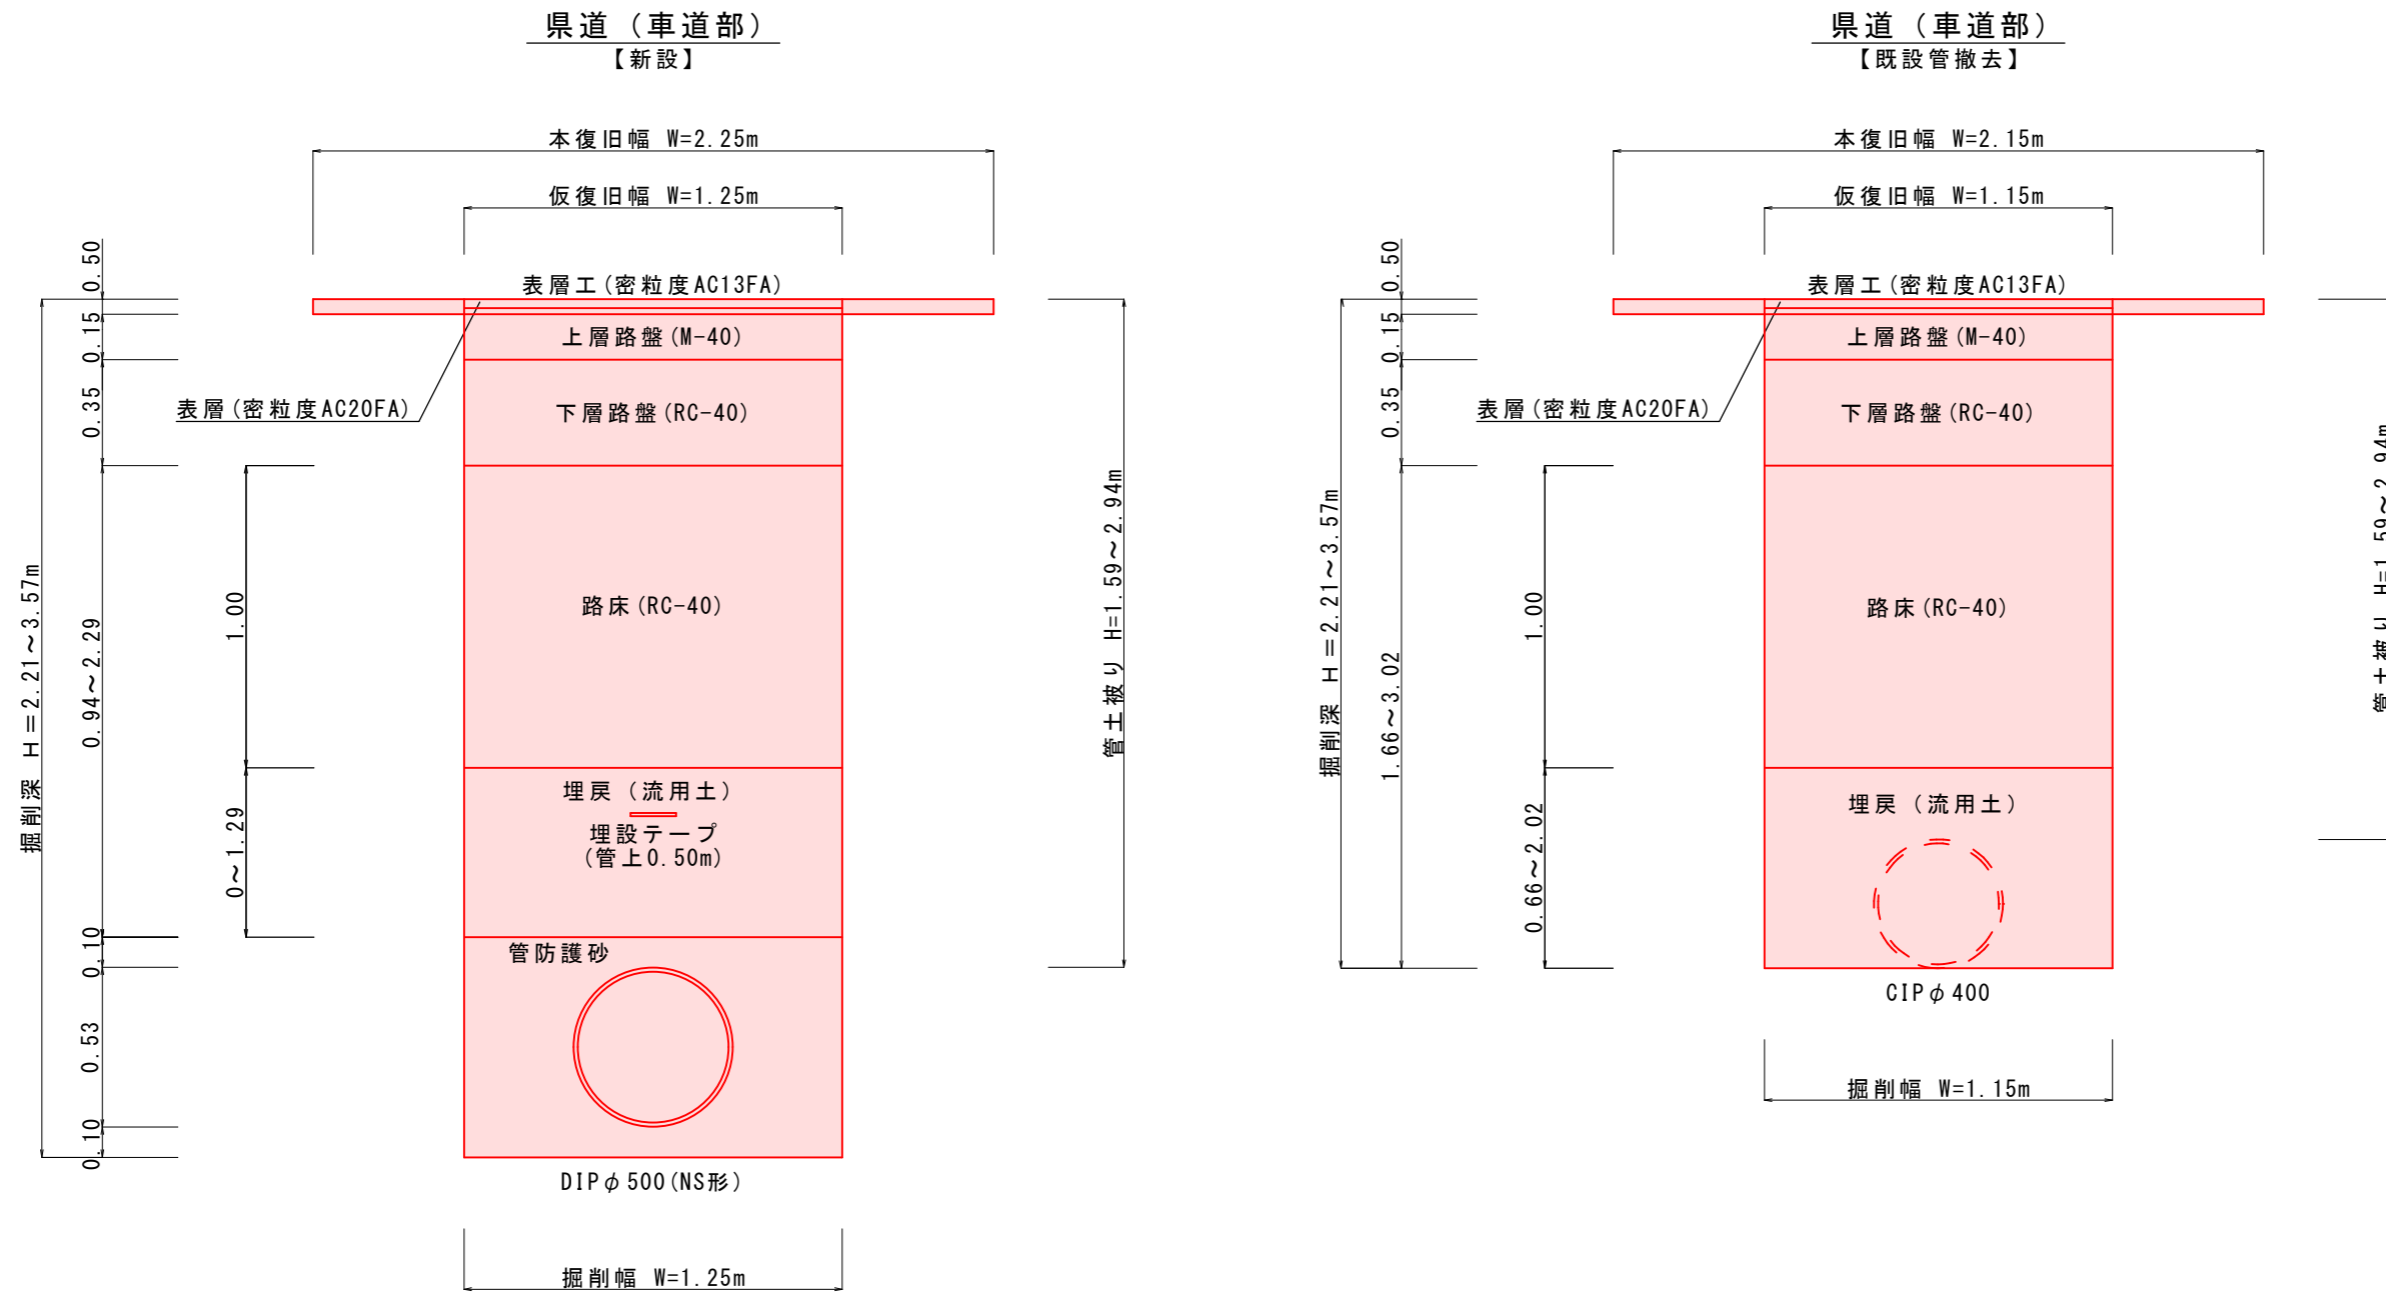 県道（車道部）
【新設】
本復旧幅 W=2.25m
仮復旧幅 W=1.25m
0.50
表層工(密粒度AC13FA)
0.15
上層路盤(M-40)
0.35
表層(密粒度AC20FA)
下層路盤(RC-40)
掘削深 H＝2.21～3.57m
0.94～2.29
1.00
路床(RC-40)
管土被り H=1.59～2.94m
0～1.29
埋戻（流用土）
埋設テープ
(管上0.50m)
0.10
管防護砂
0.53
0.10
DIPφ500(NS形)
掘削幅 W=1.25m
県道（車道部）
【既設管撤去】
本復旧幅 W=2.15m
仮復旧幅 W=1.15m
0.50
表層工(密粒度AC13FA)
0.15
上層路盤(M-40)
0.35
表層(密粒度AC20FA)
下層路盤(RC-40)
掘削深 H＝2.21～3.57m
1.66～3.02
1.00
路床(RC-40)
管土被り H=1.59～2.94m
0.66～2.02
埋戻（流用土）
CIPφ400
掘削幅 W=1.15m